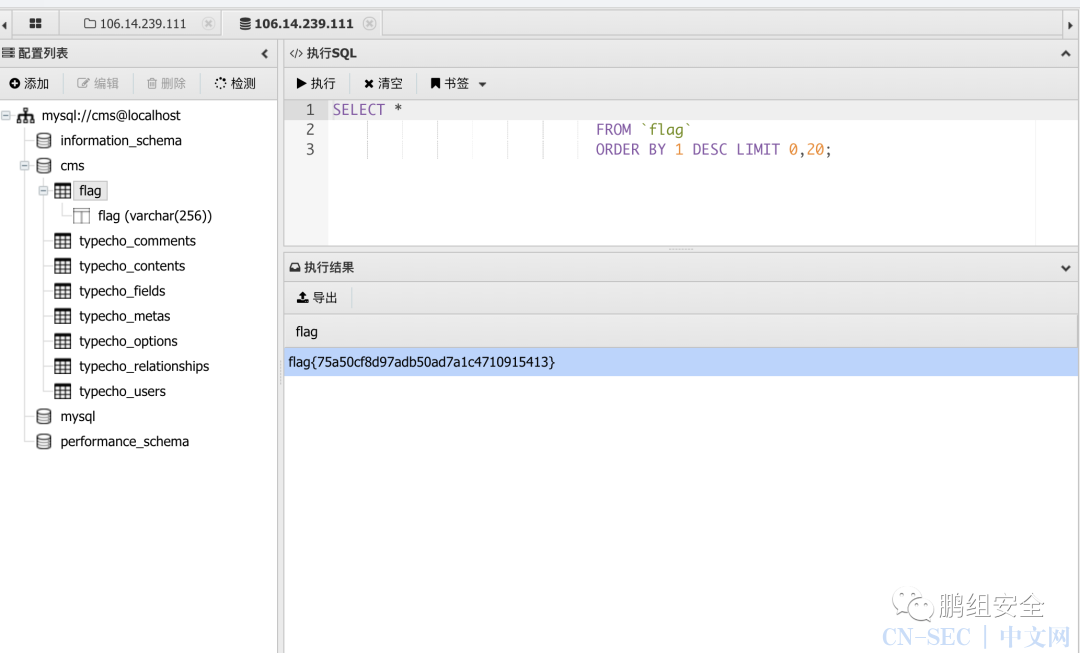 106.14.239.111
106.14.239.111
配置列表
添加
编辑
删除
检测
mysql://cms@localhost
information_schema
cms
flag
flag (varchar(256))
typecho_comments
typecho_contents
typecho_fields
typecho_metas
typecho_options
typecho_relationships
typecho_users
mysql
performance_schema
</> 执行SQL
执行
清空
书签
1 SELECT *
2 FROM `flag`
3 ORDER BY 1 DESC LIMIT 0,20;
执行结果
导出
flag
flag{75a50cf8d97adb50ad7a1c4710915413}
鹏组安全
CN-SEC | 中文网